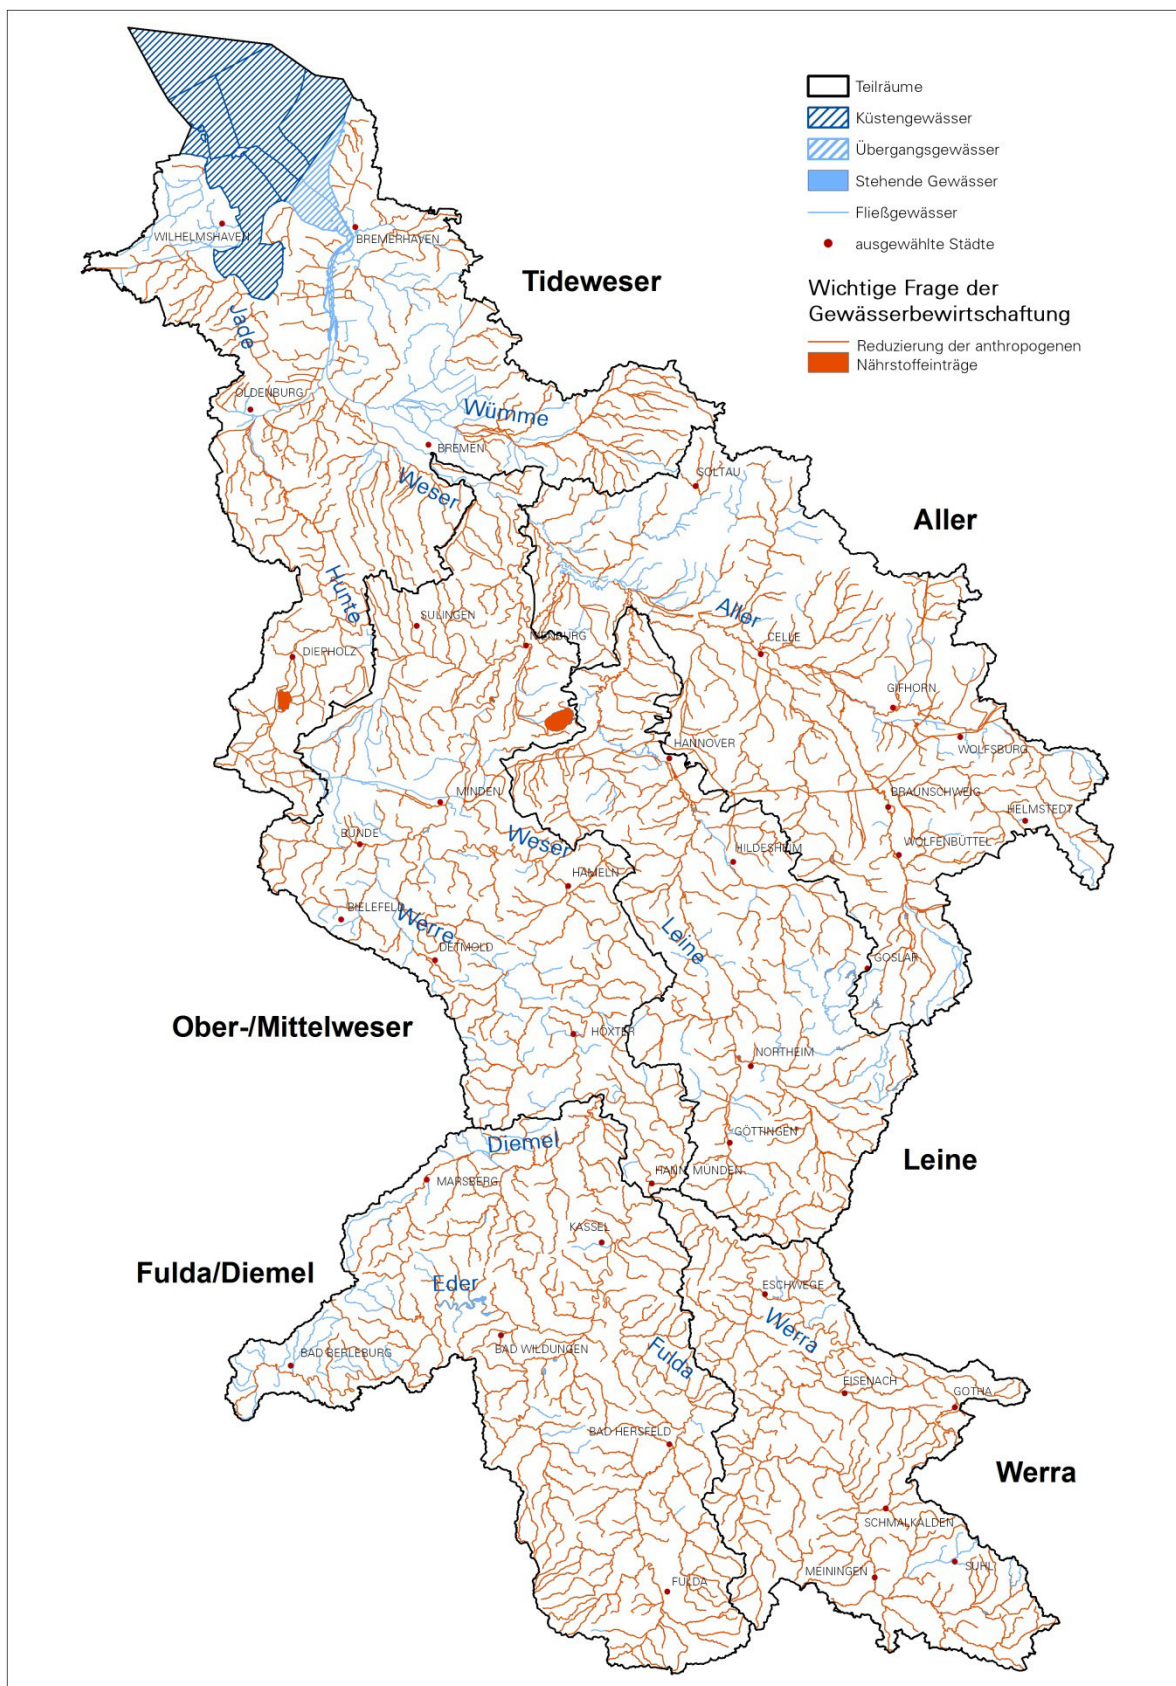 Teilräume
Küstengewässer
Übergangsgewässer
Stehende Gewässer
Fließgewässer
ausgewählte Städte
Wichtige Frage der
Gewässerbewirtschaftung
Reduzierung der anthropogenen
Nährstoffeinträge
WILHELMSHAVEN
BREMERHAVEN
Tideweser
Jade
OLDENBURG
Wümme
BREMEN
Weser
SOLTAU
Aller
Hunte
Aller
SULINGEN
NIENBURG
CELLE
DIEPHOLZ
GIFHORN
HANNOVER
WOLFSBURG
MINDEN
BRAUNSCHWEIG
HELMSTEDT
BÜNDE
Weser
HILDESHEIM
WOLFENBÜTTEL
HAMELN
BIELEFELD
Werre
Leine
DETMOLD
GOSLAR
Ober-/Mittelweser
HÖXTER
NORTHEIM
GÖTTINGEN
Diemel
Leine
MARSBERG
HANN. MÜNDEN
KASSEL
Fulda/Diemel
Eder
ESCHWEGE
Werra
BAD BERLEBURG
BAD WILDUNGEN
Fulda
EISENACH
GOTHA
BAD HERSFELD
Werra
SCHMALKALDEN
MEININGEN
SUHL
FULDA